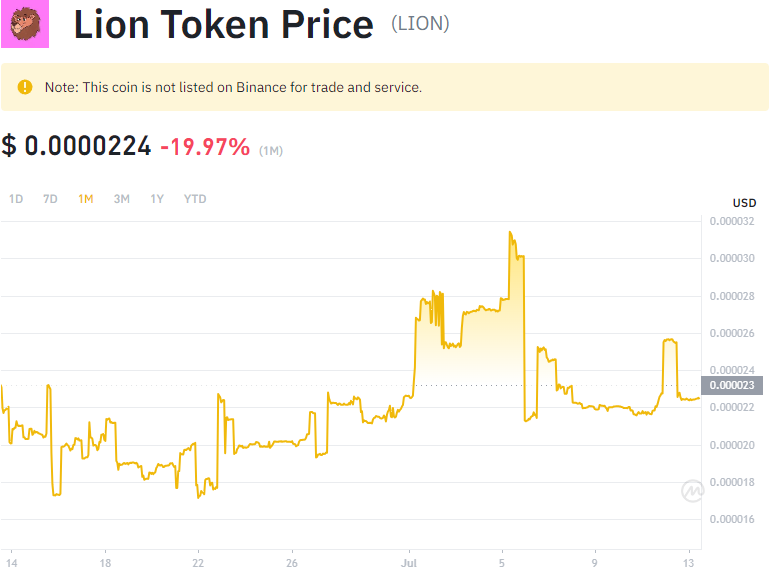 Lion Token Price (LION)
Note: This coin is not listed on Binance for trade and service.
$ 0.0000224 -19.97% (1M)
1D 7D 1M 3M 1Y YTD
USD
0.000032
0.000030
0.000028
0.000026
0.000024
0.000023
0.000022
0.000020
0.000018
0.000016
14 18 22 26 Jul 5 9 13